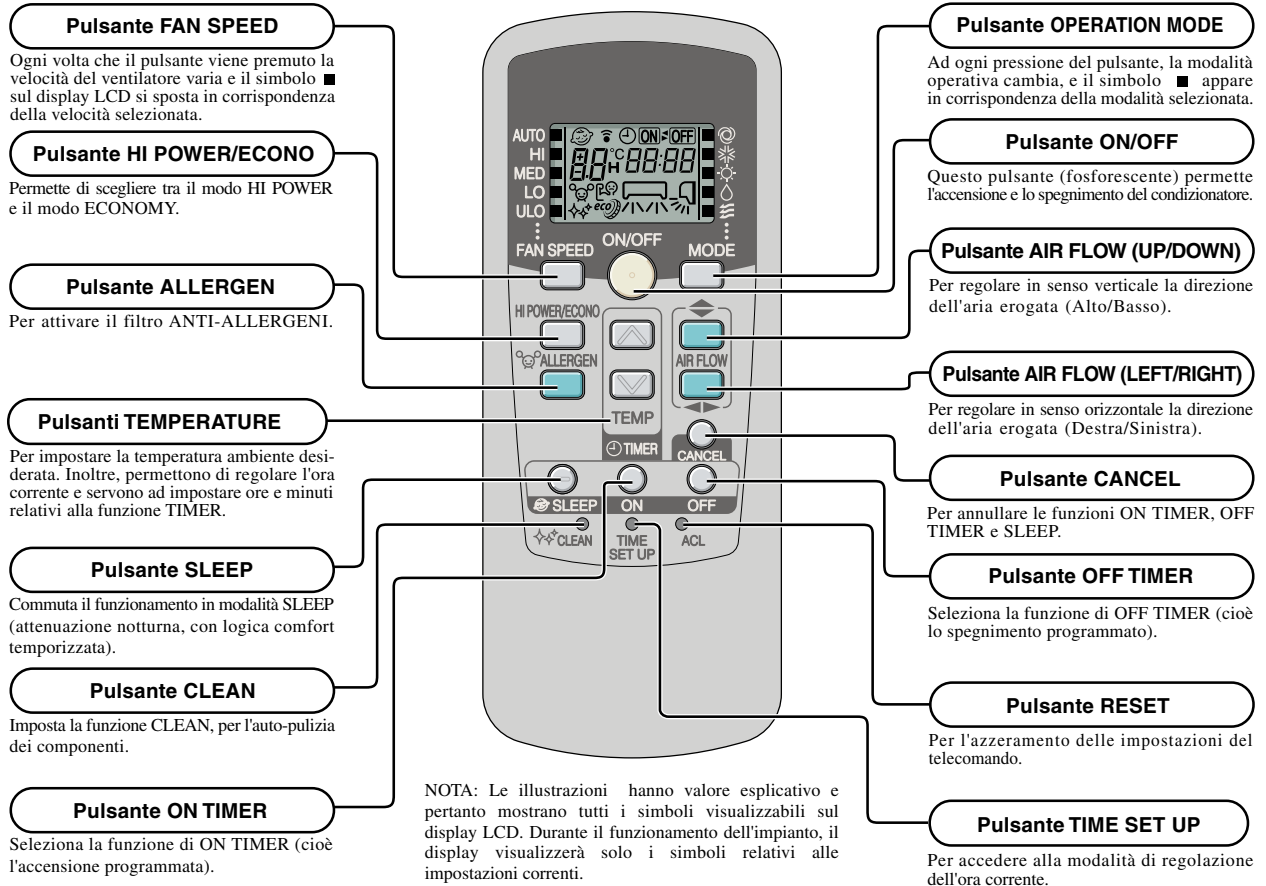 Pulsante FAN SPEED
Ogni volta che il pulsante viene premuto la
velocità del ventilatore varia e il simbolo ■
sul display LCD si sposta in corrispondenza
della velocità selezionata.
Pulsante HI POWER/ECONO
Permette di scegliere tra il modo HI POWER
e il modo ECONOMY.
Pulsante ALLERGEN
Per attivare il filtro ANTI-ALLERGENI.
Pulsanti TEMPERATURE
Per impostare la temperatura ambiente desi-
derata. Inoltre, permettono di regolare l'ora
corrente e servono ad impostare ore e minuti
relativi alla funzione TIMER.
Pulsante SLEEP
Commuta il funzionamento in modalità SLEEP
(attenuazione notturna, con logica comfort
temporizzata).
Pulsante CLEAN
Imposta la funzione CLEAN, per l'auto-pulizia
dei componenti.
Pulsante ON TIMER
Seleziona la funzione di ON TIMER (cioè
l'accensione programmata).
AUTO
HI
MED
LO
ULO
ON OFF
88 °C H 88:88
eco
FAN SPEED ON/OFF MODE
HI POWER/ECONO
ALLERGEN
AIR FLOW
TEMP
TIMER
CANCEL
SLEEP ON OFF
CLEAN TIME SET UP ACL
NOTA: Le illustrazioni hanno valore esplicativo e
pertanto mostrano tutti i simboli visualizzabili sul
display LCD. Durante il funzionamento dell'impianto, il
display visualizzerà solo i simboli relativi alle
impostazioni correnti.
Pulsante OPERATION MODE
Ad ogni pressione del pulsante, la modalità
operativa cambia, e il simbolo ■ appare
in corrispondenza della modalità selezionata.
Pulsante ON/OFF
Questo pulsante (fosforescente) permette
l'accensione e lo spegnimento del condizionatore.
Pulsante AIR FLOW (UP/DOWN)
Per regolare in senso verticale la direzione
dell'aria erogata (Alto/Basso).
Pulsante AIR FLOW (LEFT/RIGHT)
Per regolare in senso orizzontale la direzione
dell'aria erogata (Destra/Sinistra).
Pulsante CANCEL
Per annullare le funzioni ON TIMER, OFF
TIMER e SLEEP.
Pulsante OFF TIMER
Seleziona la funzione di OFF TIMER (cioè
lo spegnimento programmato).
Pulsante RESET
Per l'azzeramento delle impostazioni del
telecomando.
Pulsante TIME SET UP
Per accedere alla modalità di regolazione
dell'ora corrente.